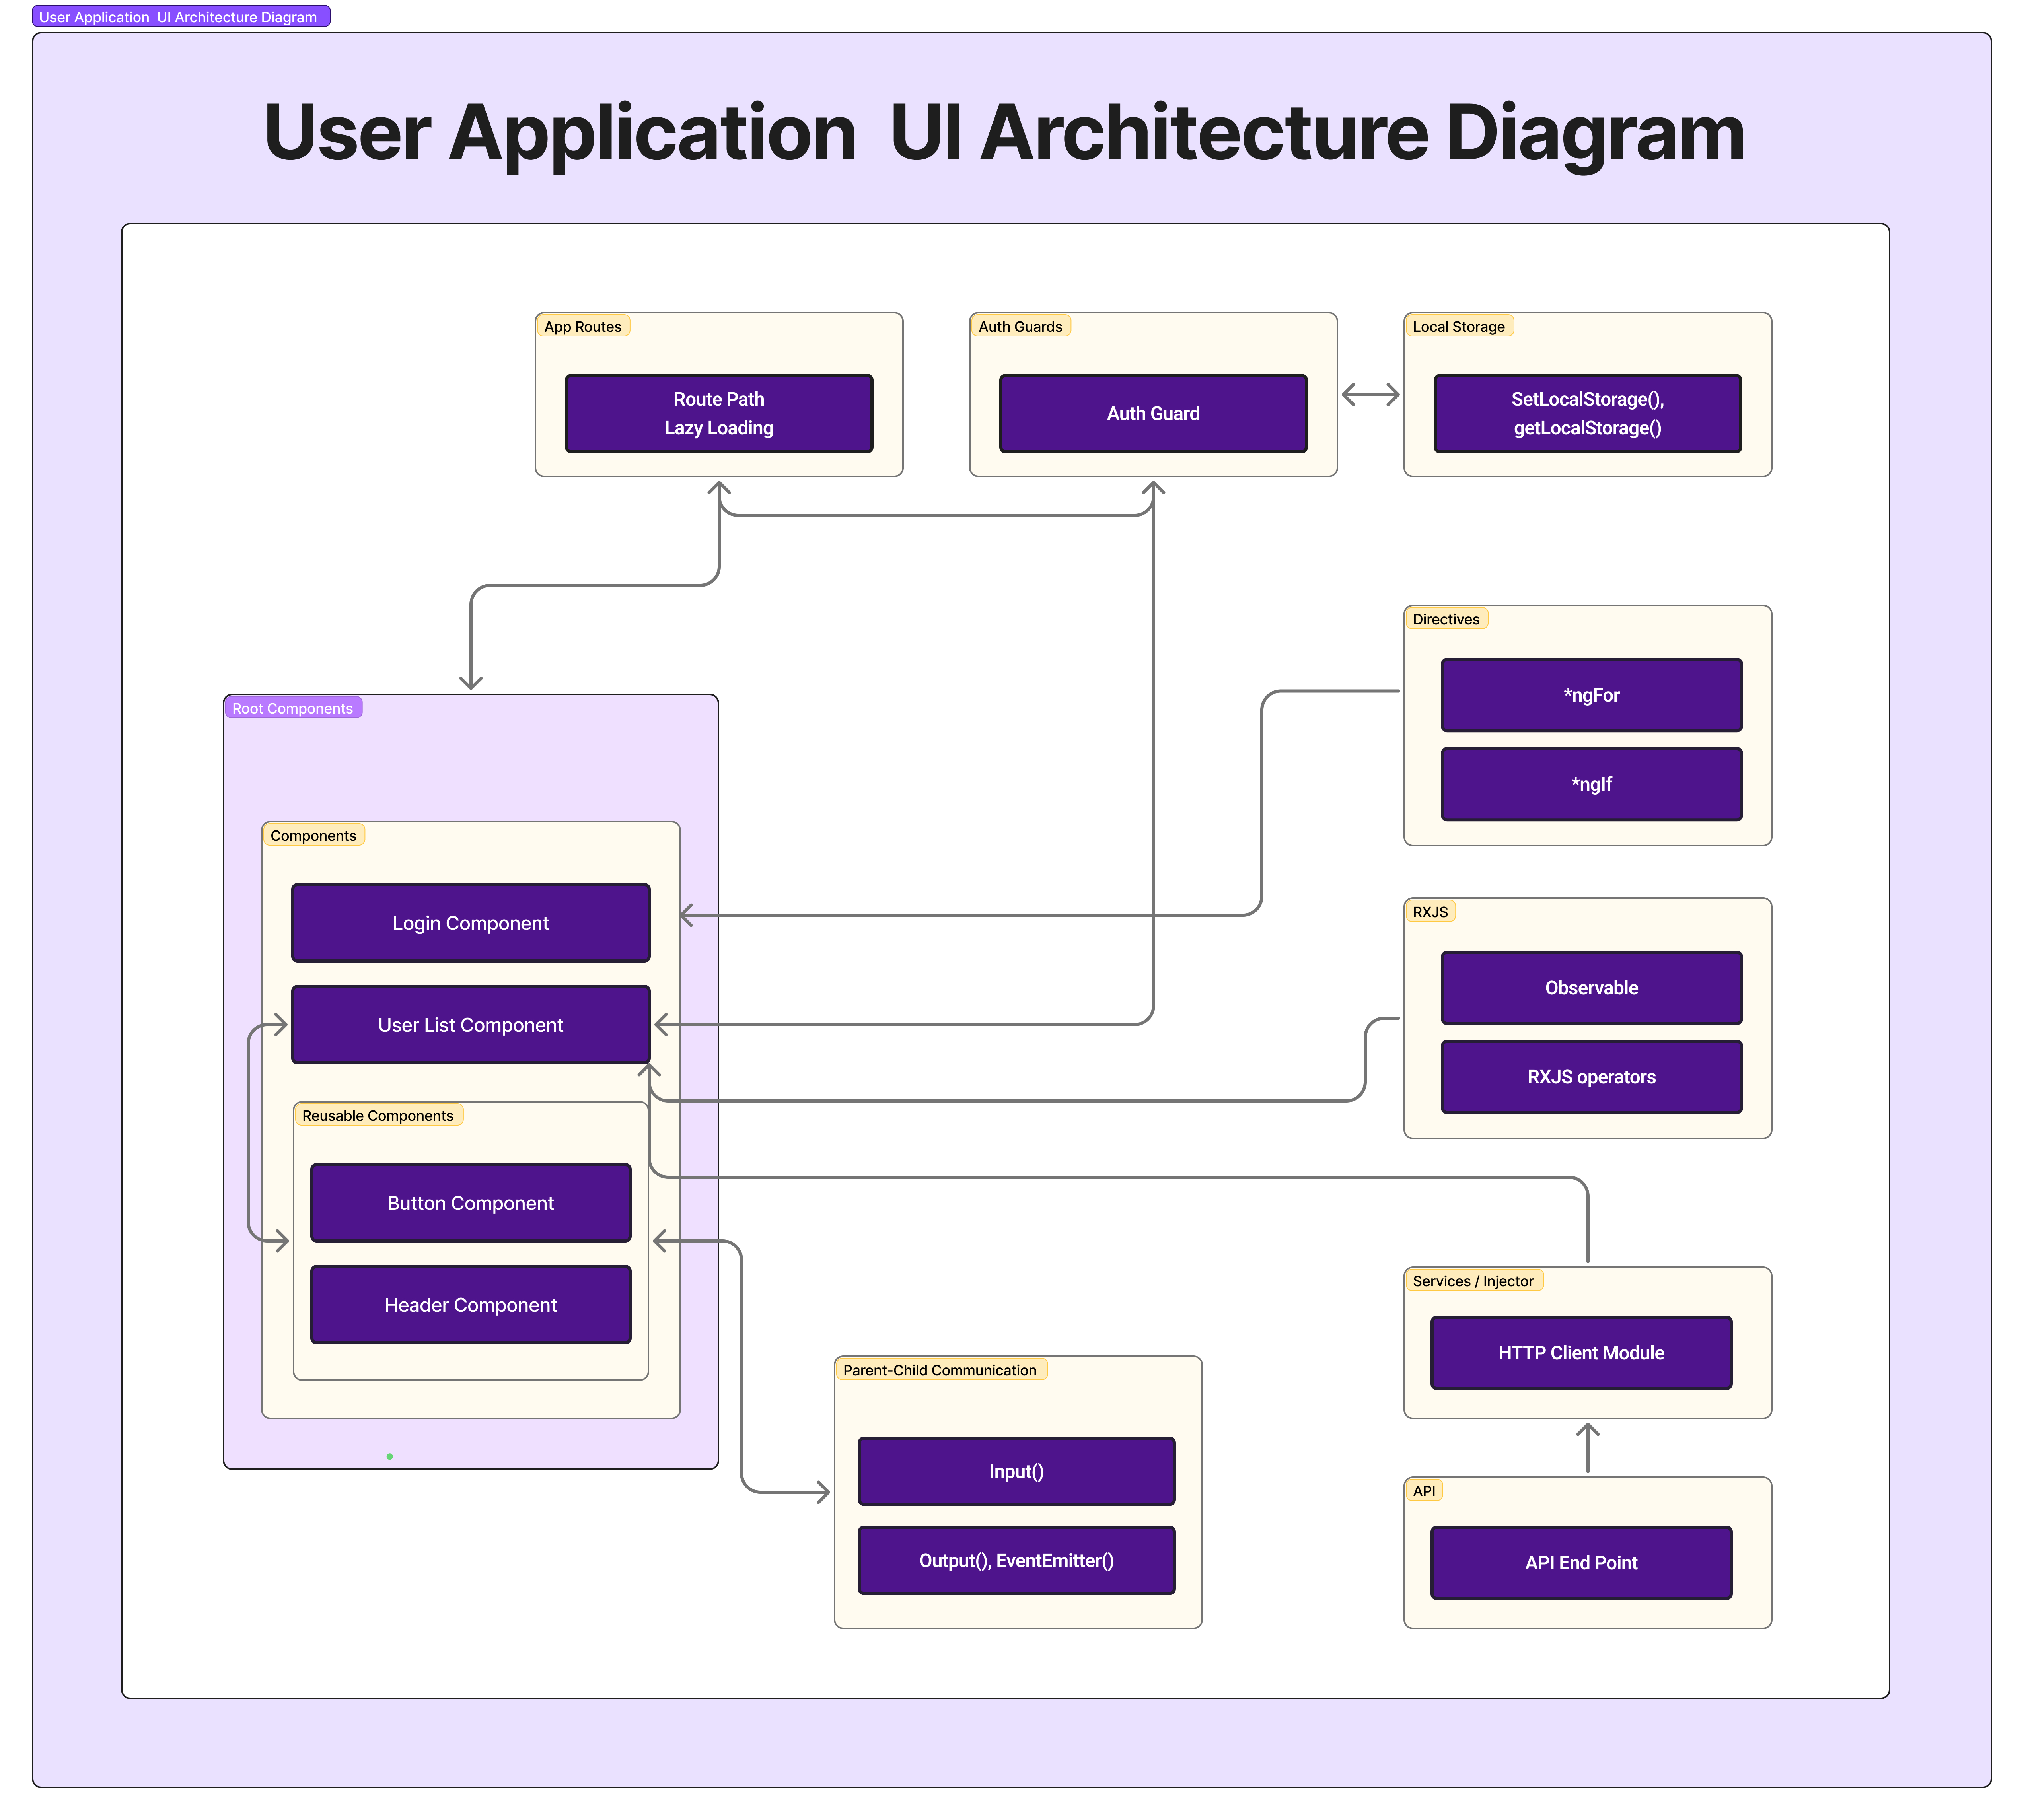 User Application  UI Architecture Diagram
User Application  UI Architecture Diagram
App Routes
Route Path
Lazy Loading
Auth Guards
Auth Guard
Local Storage
SetLocalStorage(),
getLocalStorage()
Directives
*ngFor
*ngIf
Root Components
Components
Login Component
User List Component
Reusable Components
Button Component
Header Component
RXJS
Observable
RXJS operators
Parent-Child Communication
Input()
Output(), EventEmitter()
Services / Injector
HTTP Client Module
API
API End Point